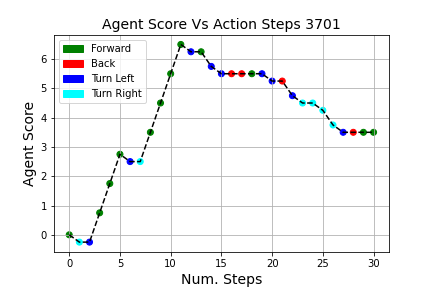 Agent Score Vs Action Steps 3701
Forward
Back
Turn Left
Turn Right
Agent Score
6
5
4
3
2
1
0
0 5 10 15 20 25 30
Num. Steps